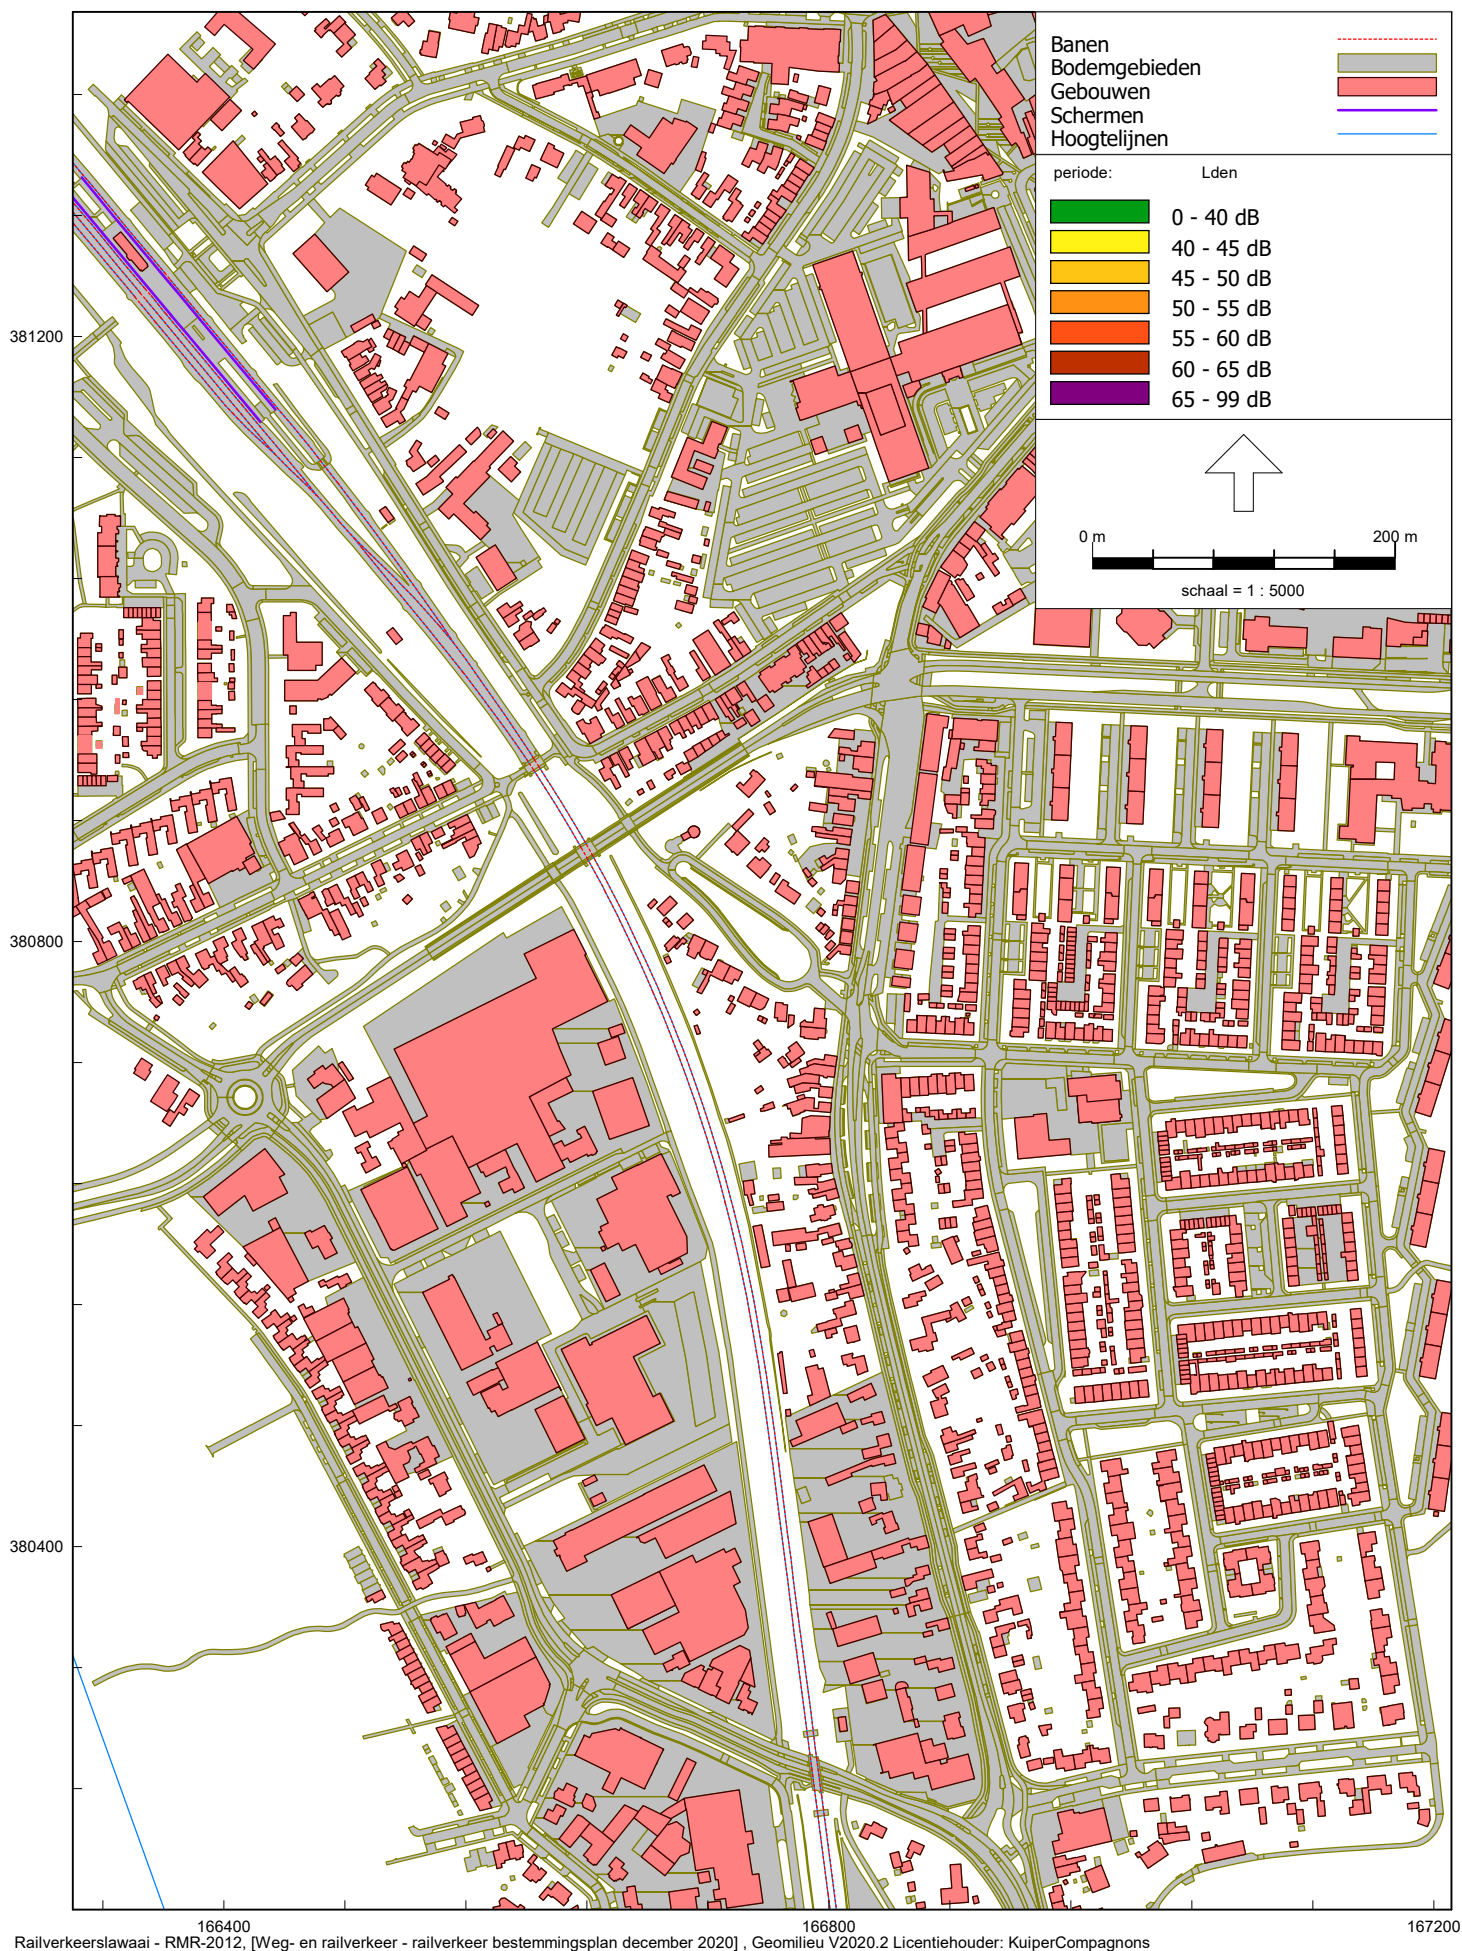 Banen
Bodemgebieden
Gebouwen
Schermen
Hoogtelijnen
periode: Lden
0 - 40 dB
40 - 45 dB
45 - 50 dB
50 - 55 dB
55 - 60 dB
60 - 65 dB
65 - 99 dB
0 m 200 m
schaal = 1 : 5000
381200
380800
380400
166400 166800 167200
Railverkeerslawaai - RMR-2012, [Weg- en railverkeer - railverkeer bestemmingsplan december 2020] , Geomilieu V2020.2 Licentiehouder: KuiperCompagnons